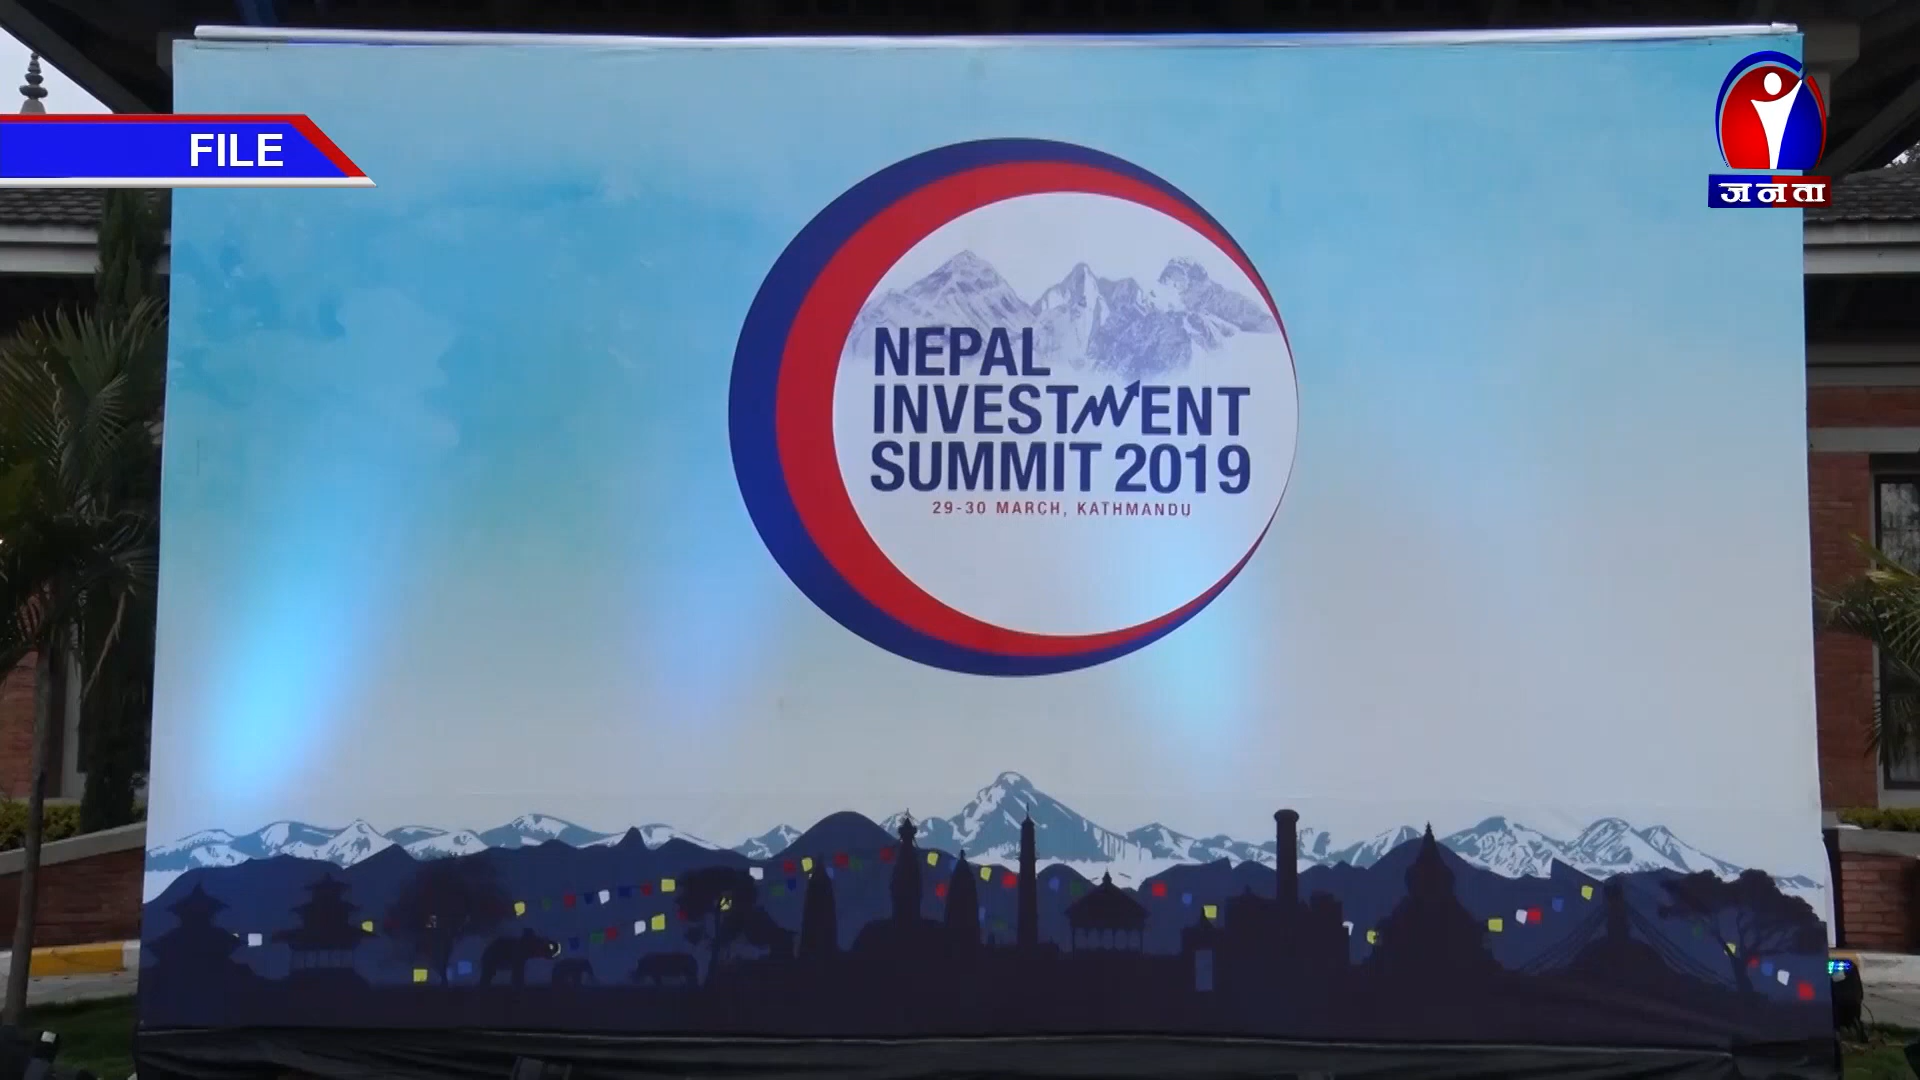 FILE
जनता
NEPAL
INVESTMENT
SUMMIT 2019
29-30 MARCH, KATHMANDU